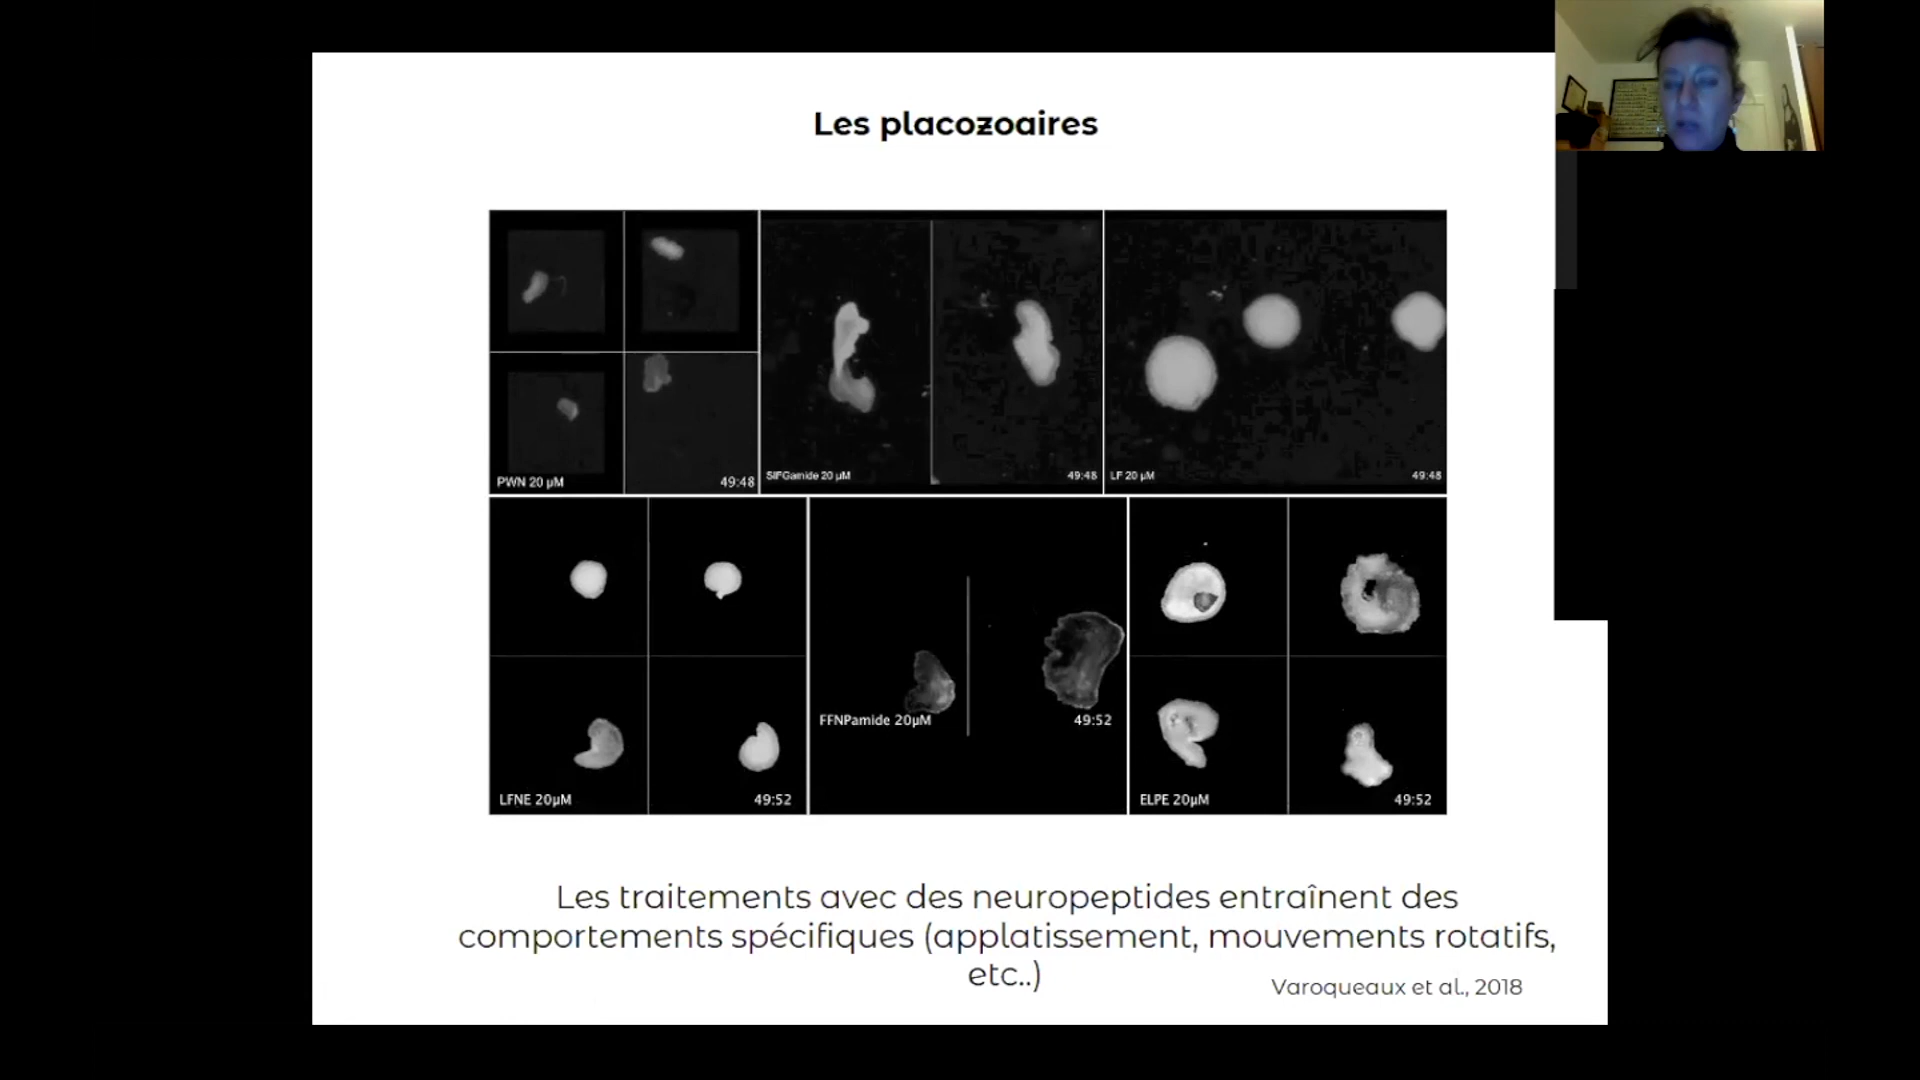 Les placozoaires
PWN 20 µM
49:48
SIFGamide 20 µM
49:48
LF 20 µM
49:48
LFNE 20µM
49:52
FFNPamide 20µM
49:52
ELPE 20µM
49:52
Les traitements avec des neuropeptides entraînent des
comportements spécifiques (applatissement, mouvements rotatifs,
etc..)
Varoqueaux et al., 2018